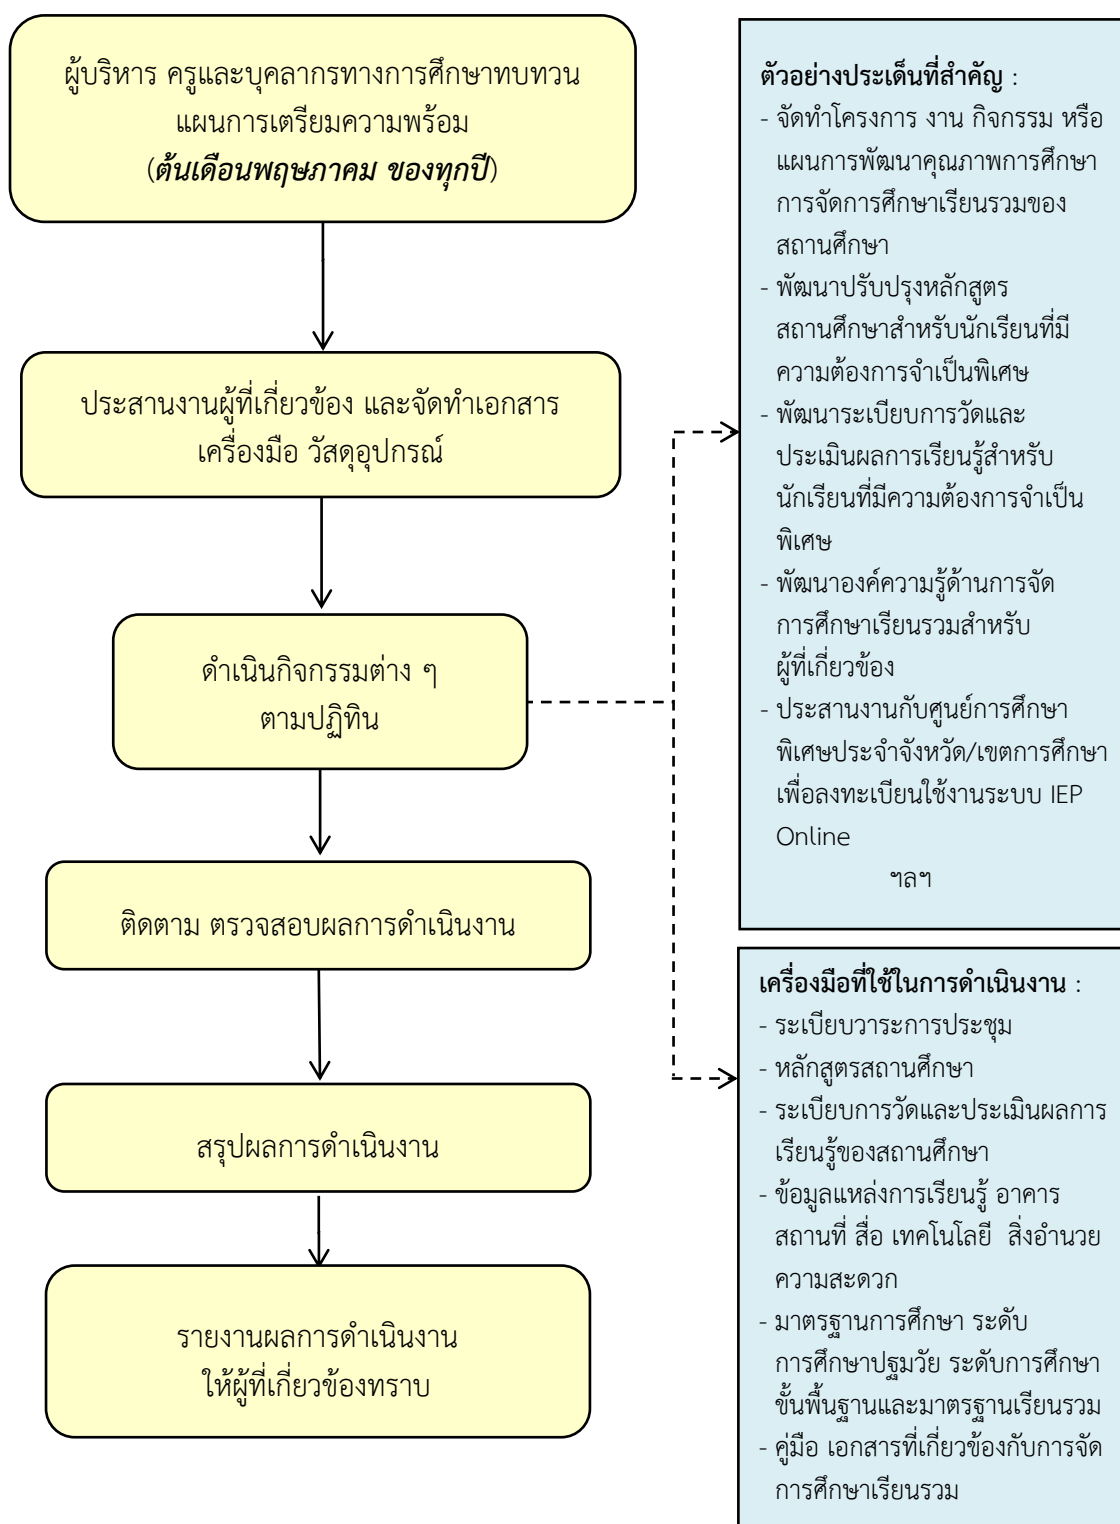 ผู้บริหาร ครูและบุคลากรทางการศึกษาทบทวน
แผนการเตรียมความพร้อม
(ต้นเดือนพฤษภาคม ของทุกปี)
ประสานงานผู้ที่เกี่ยวข้อง และจัดทำเอกสาร
เครื่องมือ วัสดุอุปกรณ์
ดำเนินกิจกรรมต่าง ๆ
ตามปฏิทิน
ติดตาม ตรวจสอบผลการดำเนินงาน
สรุปผลการดำเนินงาน
รายงานผลการดำเนินงาน
ให้ผู้ที่เกี่ยวข้องทราบ
ตัวอย่างประเด็นที่สำคัญ :
- จัดทำโครงการ งาน กิจกรรม หรือ
แผนการพัฒนาคุณภาพการศึกษา
การจัดการศึกษาเรียนรวมของ
สถานศึกษา
- พัฒนาปรับปรุงหลักสูตร
สถานศึกษาสำหรับนักเรียนที่มี
ความต้องการจำเป็นพิเศษ
- พัฒนาระเบียบการวัดและ
ประเมินผลการเรียนรู้สำหรับ
นักเรียนที่มีความต้องการจำเป็น
พิเศษ
- พัฒนาองค์ความรู้ด้านการจัด
การศึกษาเรียนรวมสำหรับ
ผู้ที่เกี่ยวข้อง
- ประสานงานกับศูนย์การศึกษา
พิเศษประจำจังหวัด/เขตการศึกษา
เพื่อลงทะเบียนใช้งานระบบ IEP
Online
ฯลฯ
เครื่องมือที่ใช้ในการดำเนินงาน :
- ระเบียบวาระการประชุม
- หลักสูตรสถานศึกษา
- ระเบียบการวัดและประเมินผลการ
เรียนรู้ของสถานศึกษา
- ข้อมูลแหล่งการเรียนรู้ อาคาร
สถานที่ สื่อ เทคโนโลยี  สิ่งอำนวย
ความสะดวก
- มาตรฐานการศึกษา ระดับ
การศึกษาปฐมวัย ระดับการศึกษา
ขั้นพื้นฐานและมาตรฐานเรียนรวม
- คู่มือ เอกสารที่เกี่ยวข้องกับการจัด
การศึกษาเรียนรวม